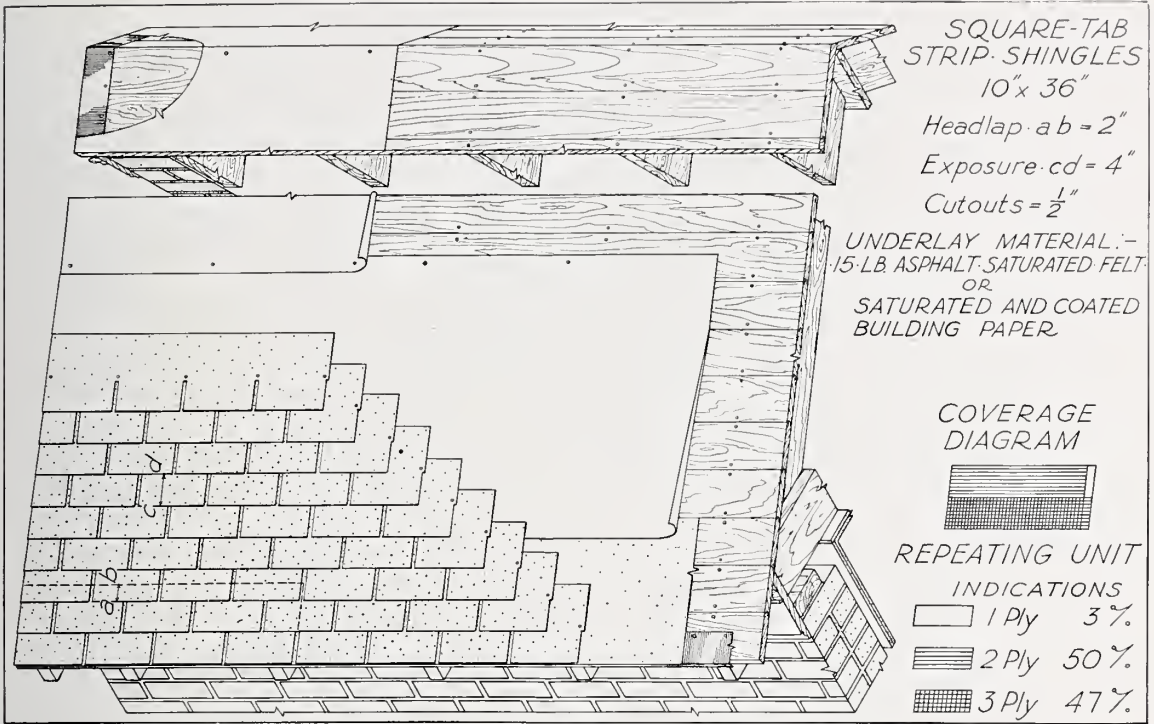 SQUARE-TAB
STRIP·SHINGLES
10"x 36"
Headlap·ab = 2"
Exposure·cd = 4"
Cutouts = 1/2"
UNDERLAY MATERIAL:-
·15·LB. ASPHALT·SATURATED·FELT·
OR
SATURATED AND COATED
BUILDING PAPER
COVERAGE
DIAGRAM
REPEATING UNIT
INDICATIONS
1 Ply 3%.
2 Ply 50%.
3 Ply 47%.
d
c
b
a